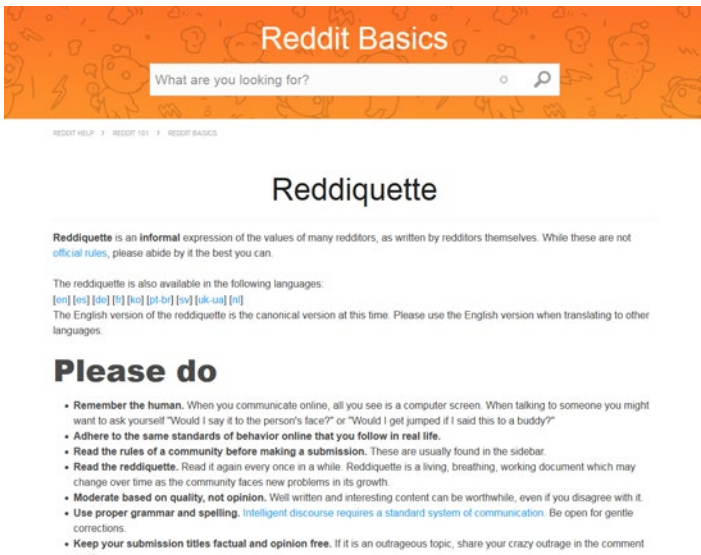 Reddit Basics
What are you looking for?
REDDIT HELP > REDDIT 101 > REDDIT BASICS
Reddiquette
Reddiquette is an informal expression of the values of many redditors, as written by redditors themselves. While these are not
official rules, please abide by it the best you can.
The reddiquette is also available in the following languages:
[en] [es] [de] [fr] [ko] [pt-br] [sv] [uk-ua] [nl]
The English version of the reddiquette is the canonical version at this time. Please use the English version when translating to other
languages.
Please do
• Remember the human. When you communicate online, all you see is a computer screen. When talking to someone you might
want to ask yourself "Would I say it to the person's face?" or "Would I get jumped if I said this to a buddy?"
• Adhere to the same standards of behavior online that you follow in real life.
• Read the rules of a community before making a submission. These are usually found in the sidebar.
• Read the reddiquette. Read it again every once in a while. Reddiquette is a living, breathing, working document which may
change over time as the community faces new problems in its growth.
• Moderate based on quality, not opinion. Well written and interesting content can be worthwhile, even if you disagree with it.
• Use proper grammar and spelling. Intelligent discourse requires a standard system of communication. Be open for gentle
corrections.
• Keep your submission titles factual and opinion free. If it is an outrageous topic, share your crazy outrage in the comment